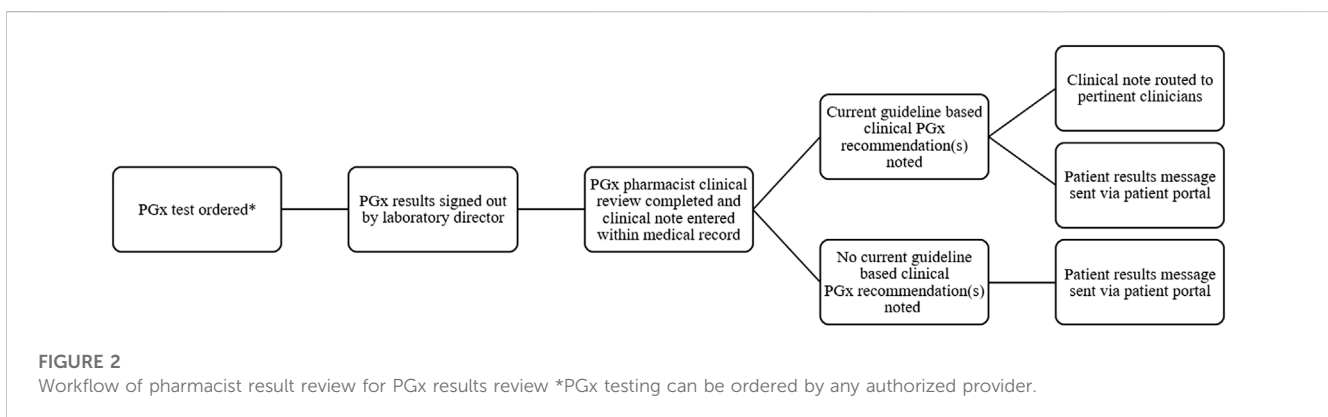 PGx test ordered*
PGx results signed out
by laboratory director
PGx pharmacist clinical
review completed and
clinical note entered
within medical record
Current guideline based
clinical PGx
recommendation(s)
noted
Clinical note routed to
pertinent clinicians
Patient results message
sent via patient portal
No current guideline
based clinical
PGx recommendation(s)
noted
Patient results message
sent via patient portal
FIGURE 2
Workflow of pharmacist result review for PGx results review *PGx testing can be ordered by any authorized provider.